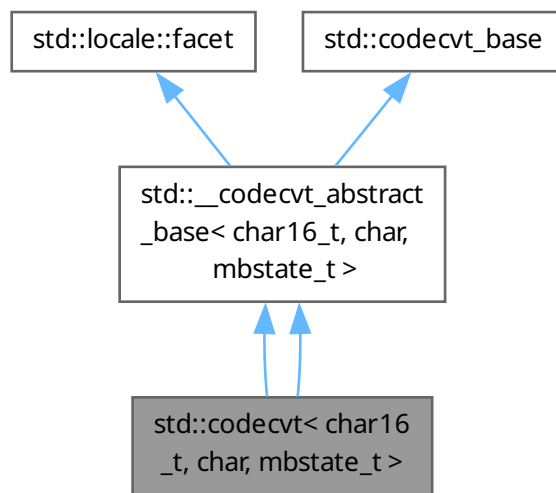 std::locale::facet
std::codecvt_base
std::__codecvt_abstract
_base< char16_t, char,
mbstate_t >
std::codecvt< char16
_t, char, mbstate_t >